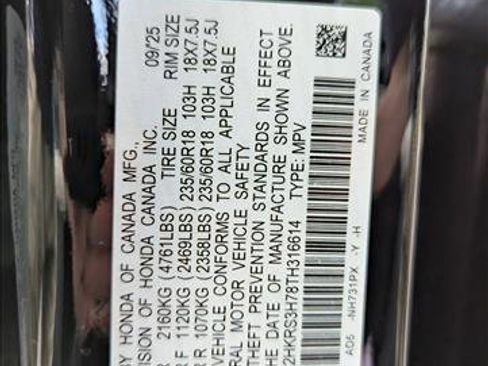 BY HONDA OF CANADA MFG., 09/25
VISION OF HONDA CANADA INC.
R 2160KG (4761LBS) TIRE SIZE RIM SIZE
R F 1120KG (2469LBS) 235/60R18 103H 18X7.5J
R R 1070KG (2358LBS) 235/60R18 103H 18X7.5J
VEHICLE CONFORMS TO ALL APPLICABLE
RAL MOTOR VEHICLE SAFETY
THEFT PREVENTION STANDARDS IN EFFECT
HE DATE OF MANUFACTURE SHOWN ABOVE.
2HKRS3H78TH316614 TYPE: MPV
A05 -NH731PX -Y -H MADE IN CANADA